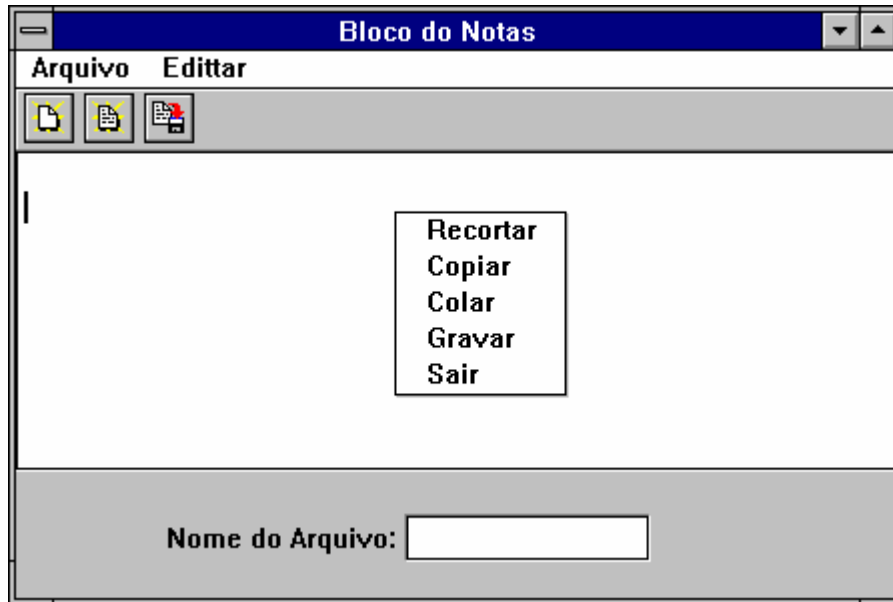 Bloco do Notas
Arquivo Edittar
Recortar
Copiar
Colar
Gravar
Sair
Nome do Arquivo: